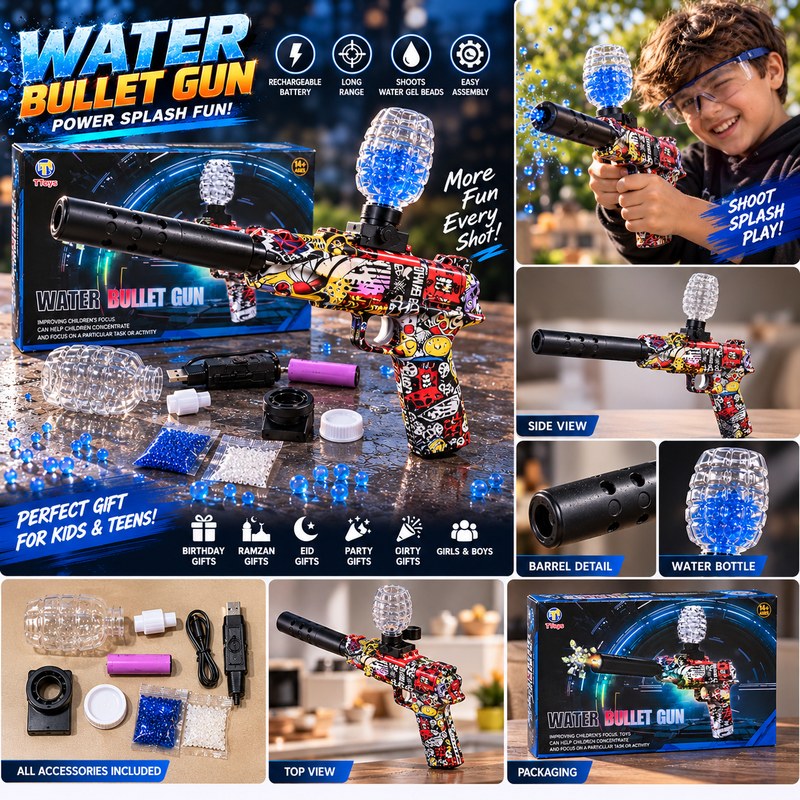 WATER
BULLET GUN
POWER SPLASH FUN!
RECHARGEABLE
BATTERY
LONG
RANGE
SHOOTS
WATER GEL BEADS
EASY
ASSEMBLY
TToys
14+
AGES
More
Fun
Every
Shot!
WATER BULLET GUN
IMPROVING CHILDREN'S FOCUS,
CAN HELP CHILDREN CONCENTRATE
AND FOCUS ON A PARTICULAR TASK OR ACTIVITY
PERFECT GIFT
FOR KIDS & TEENS!
BIRTHDAY
GIFTS
RAMZAN
GIFTS
EID
GIFTS
PARTY
GIFTS
GIRTY
GIFTS
GIRLS & BOYS
SHOOT
SPLASH
PLAY!
SIDE VIEW
BARREL DETAIL
WATER BOTTLE
ALL ACCESSORIES INCLUDED
TOP VIEW
TToys
14+
AGES
WATER BULLET GUN
IMPROVING CHILDREN'S FOCUS, TOYS
CAN HELP CHILDREN CONCENTRATE
AND FOCUS ON A PARTICULAR TASK OR ACTIVITY
PACKAGING